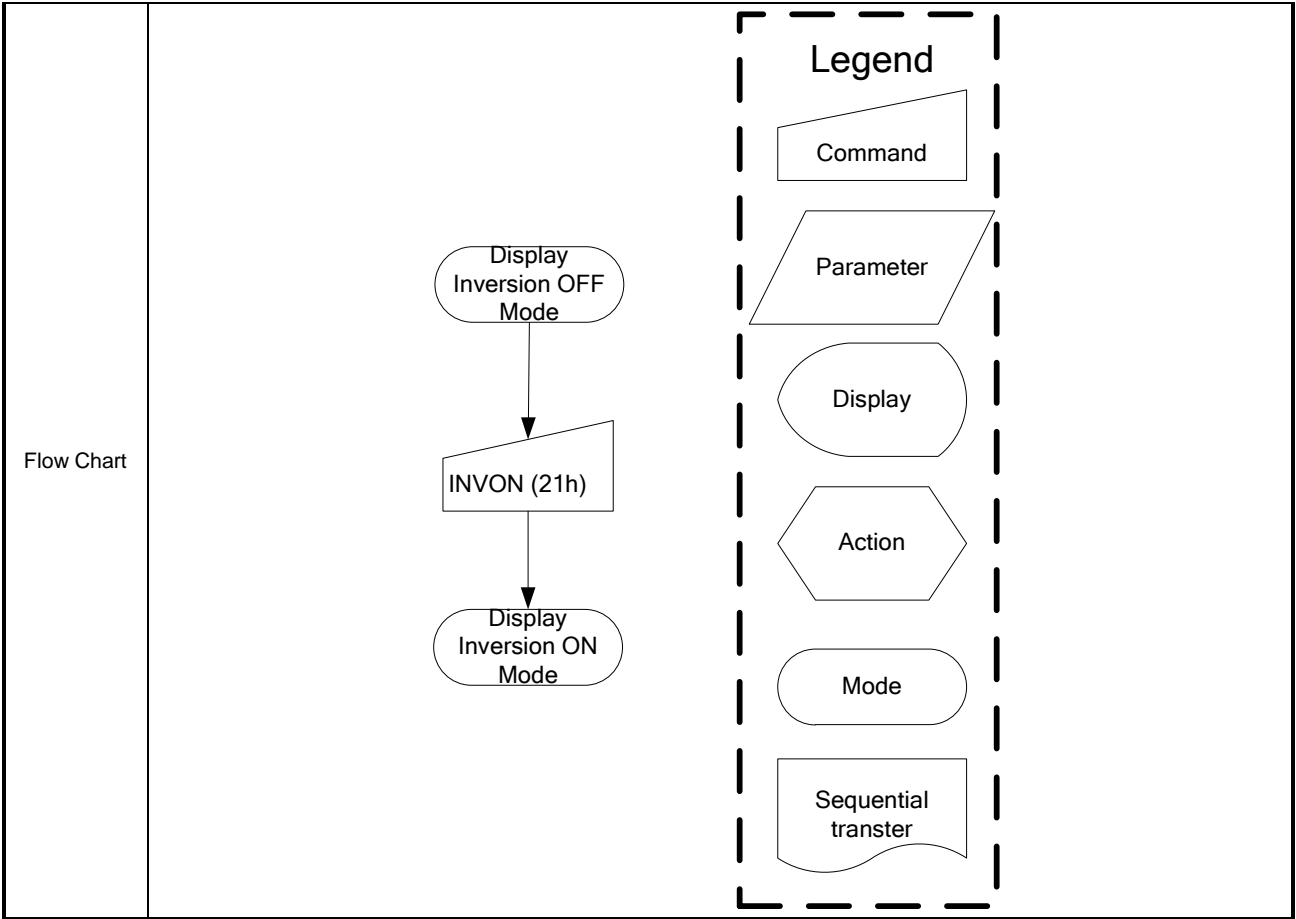 Flow Chart
Display
Inversion OFF
Mode
INVON (21h)
Display
Inversion ON
Mode
Legend
Command
Parameter
Display
Action
Mode
Sequential
transter